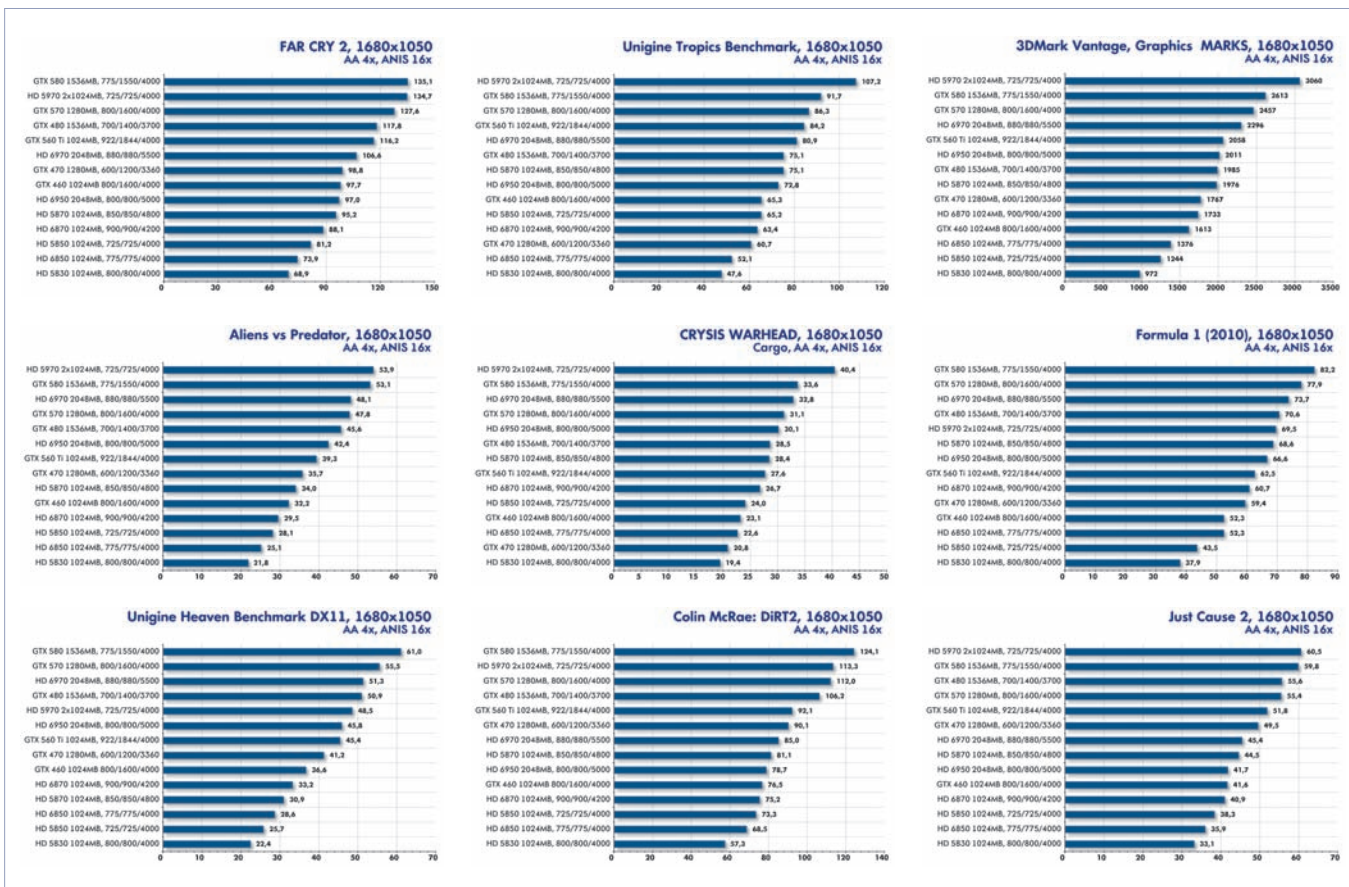 FAR CRY 2, 1680x1050
AA 4x, ANIS 16x
GTX 580 1536MB, 775/1550/4000 135,1
HD 5970 2x1024MB, 725/725/4000 134,7
GTX 570 1280MB, 800/1600/4000 127,6
GTX 480 1536MB, 700/1400/3700 117,8
GTX 560 Ti 1024MB, 922/1844/4000 116,2
HD 6970 2048MB, 880/880/5500 106,6
GTX 470 1280MB, 600/1200/3360 98,8
GTX 460 1024MB 800/1600/4000 97,7
HD 6950 2048MB, 800/800/5000 97,0
HD 5870 1024MB, 850/850/4800 95,2
HD 6870 1024MB, 900/900/4200 88,1
HD 5850 1024MB, 725/725/4000 81,2
HD 6850 1024MB, 775/775/4000 73,9
HD 5830 1024MB, 800/800/4000 68,9
0 30 60 90 120 150
Unigine Tropics Benchmark, 1680x1050
AA 4x, ANIS 16x
HD 5970 2x1024MB, 725/725/4000 107,2
GTX 580 1536MB, 775/1550/4000 91,7
GTX 570 1280MB, 800/1600/4000 86,3
GTX 560 Ti 1024MB, 922/1844/4000 84,2
HD 6970 2048MB, 880/880/5500 80,9
GTX 480 1536MB, 700/1400/3700 75,1
HD 5870 1024MB, 850/850/4800 75,1
HD 6950 2048MB, 800/800/5000 72,8
GTX 460 1024MB 800/1600/4000 65,3
HD 5850 1024MB, 725/725/4000 65,2
HD 6870 1024MB, 900/900/4200 63,4
GTX 470 1280MB, 600/1200/3360 60,7
HD 6850 1024MB, 775/775/4000 52,1
HD 5830 1024MB, 800/800/4000 47,6
0 20 40 60 80 100 120
3DMark Vantage, Graphics MARKS, 1680x1050
AA 4x, ANIS 16x
HD 5970 2x1024MB, 725/725/4000 3060
GTX 580 1536MB, 775/1550/4000 2613
GTX 570 1280MB, 800/1600/4000 2457
HD 6970 2048MB, 880/880/5500 2296
GTX 560 Ti 1024MB, 922/1844/4000 2058
HD 6950 2048MB, 800/800/5000 2011
GTX 480 1536MB, 700/1400/3700 1985
HD 5870 1024MB, 850/850/4800 1976
GTX 470 1280MB, 600/1200/3360 1767
HD 6870 1024MB, 900/900/4200 1733
GTX 460 1024MB 800/1600/4000 1613
HD 6850 1024MB, 775/775/4000 1376
HD 5850 1024MB, 725/725/4000 1244
HD 5830 1024MB, 800/800/4000 972
0 500 1000 1500 2000 2500 3000 3500
Aliens vs Predator, 1680x1050
AA 4x, ANIS 16x
HD 5970 2x1024MB, 725/725/4000 53,9
GTX 580 1536MB, 775/1550/4000 53,1
HD 6970 2048MB, 880/880/5500 48,1
GTX 570 1280MB, 800/1600/4000 47,8
GTX 480 1536MB, 700/1400/3700 45,6
HD 6950 2048MB, 800/800/5000 42,4
GTX 560 Ti 1024MB, 922/1844/4000 39,3
GTX 470 1280MB, 600/1200/3360 35,7
HD 5870 1024MB, 850/850/4800 34,0
GTX 460 1024MB 800/1600/4000 32,2
HD 6870 1024MB, 900/900/4200 29,5
HD 5850 1024MB, 725/725/4000 28,1
HD 6850 1024MB, 775/775/4000 25,1
HD 5830 1024MB, 800/800/4000 21,8
0 10 20 30 40 50 60 70
CRYSIS WARHEAD, 1680x1050
Cargo, AA 4x, ANIS 16x
HD 5970 2x1024MB, 725/725/4000 40,4
GTX 580 1536MB, 775/1550/4000 33,6
HD 6970 2048MB, 880/880/5500 32,8
GTX 570 1280MB, 800/1600/4000 31,1
HD 6950 2048MB, 800/800/5000 30,1
GTX 480 1536MB, 700/1400/3700 28,5
HD 5870 1024MB, 850/850/4800 28,4
GTX 560 Ti 1024MB, 922/1844/4000 27,6
HD 6870 1024MB, 900/900/4200 26,7
HD 5850 1024MB, 725/725/4000 24,0
GTX 460 1024MB 800/1600/4000 23,1
HD 6850 1024MB, 775/775/4000 22,6
GTX 470 1280MB, 600/1200/3360 20,8
HD 5830 1024MB, 800/800/4000 19,4
0 5 10 15 20 25 30 35 40 45 50
Formula 1 (2010), 1680x1050
AA 4x, ANIS 16x
GTX 580 1536MB, 775/1550/4000 82,2
GTX 570 1280MB, 800/1600/4000 77,9
HD 6970 2048MB, 880/880/5500 73,7
GTX 480 1536MB, 700/1400/3700 70,6
HD 5970 2x1024MB, 725/725/4000 69,5
HD 5870 1024MB, 850/850/4800 68,6
HD 6950 2048MB, 800/800/5000 66,6
GTX 560 Ti 1024MB, 922/1844/4000 62,5
HD 6870 1024MB, 900/900/4200 60,7
GTX 470 1280MB, 600/1200/3360 59,4
GTX 460 1024MB 800/1600/4000 52,3
HD 6850 1024MB, 775/775/4000 52,3
HD 5850 1024MB, 725/725/4000 43,5
HD 5830 1024MB, 800/800/4000 37,9
0 10 20 30 40 50 60 70 80 90
Unigine Heaven Benchmark DX11, 1680x1050
AA 4x, ANIS 16x
GTX 580 1536MB, 775/1550/4000 61,0
GTX 570 1280MB, 800/1600/4000 55,5
HD 6970 2048MB, 880/880/5500 51,3
GTX 480 1536MB, 700/1400/3700 50,9
HD 5970 2x1024MB, 725/725/4000 48,5
HD 6950 2048MB, 800/800/5000 45,8
GTX 560 Ti 1024MB, 922/1844/4000 45,4
GTX 470 1280MB, 600/1200/3360 41,2
GTX 460 1024MB 800/1600/4000 36,6
HD 6870 1024MB, 900/900/4200 33,2
HD 5870 1024MB, 850/850/4800 30,9
HD 6850 1024MB, 775/775/4000 28,6
HD 5850 1024MB, 725/725/4000 25,7
HD 5830 1024MB, 800/800/4000 22,4
0 10 20 30 40 50 60 70
Colin McRae: DiRT2, 1680x1050
AA 4x, ANIS 16x
GTX 580 1536MB, 775/1550/4000 124,1
HD 5970 2x1024MB, 725/725/4000 113,3
GTX 570 1280MB, 800/1600/4000 112,0
GTX 480 1536MB, 700/1400/3700 106,2
GTX 560 Ti 1024MB, 922/1844/4000 92,1
GTX 470 1280MB, 600/1200/3360 90,1
HD 6970 2048MB, 880/880/5500 85,0
HD 5870 1024MB, 850/850/4800 81,1
HD 6950 2048MB, 800/800/5000 78,7
GTX 460 1024MB 800/1600/4000 76,5
HD 6870 1024MB, 900/900/4200 75,2
HD 5850 1024MB, 725/725/4000 73,3
HD 6850 1024MB, 775/775/4000 68,5
HD 5830 1024MB, 800/800/4000 57,3
0 20 40 60 80 100 120 140
Just Cause 2, 1680x1050
AA 4x, ANIS 16x
HD 5970 2x1024MB, 725/725/4000 60,5
GTX 580 1536MB, 775/1550/4000 59,8
GTX 480 1536MB, 700/1400/3700 55,6
GTX 570 1280MB, 800/1600/4000 55,4
GTX 560 Ti 1024MB, 922/1844/4000 51,8
GTX 470 1280MB, 600/1200/3360 49,5
HD 6970 2048MB, 880/880/5500 45,4
HD 5870 1024MB, 850/850/4800 44,5
HD 6950 2048MB, 800/800/5000 41,7
GTX 460 1024MB 800/1600/4000 41,6
HD 6870 1024MB, 900/900/4200 40,9
HD 5850 1024MB, 725/725/4000 38,3
HD 6850 1024MB, 775/775/4000 35,9
HD 5830 1024MB, 800/800/4000 33,1
0 10 20 30 40 50 60 70